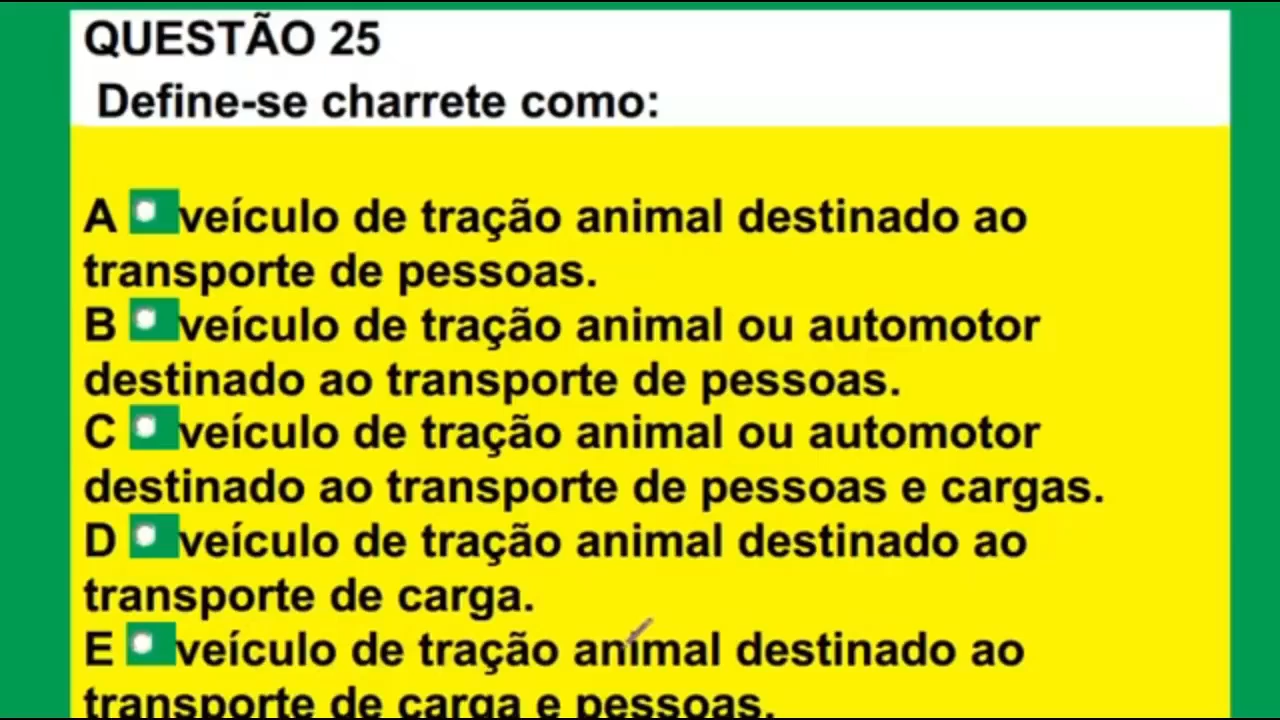 QUESTÃO 25
Define-se charrete como:
A veículo de tração animal destinado ao
transporte de pessoas.
B veículo de tração animal ou automotor
destinado ao transporte de pessoas.
C veículo de tração animal ou automotor
destinado ao transporte de pessoas e cargas.
D veículo de tração animal destinado ao
transporte de carga.
E veículo de tração animal destinado ao
transporte de carga e pessoas.